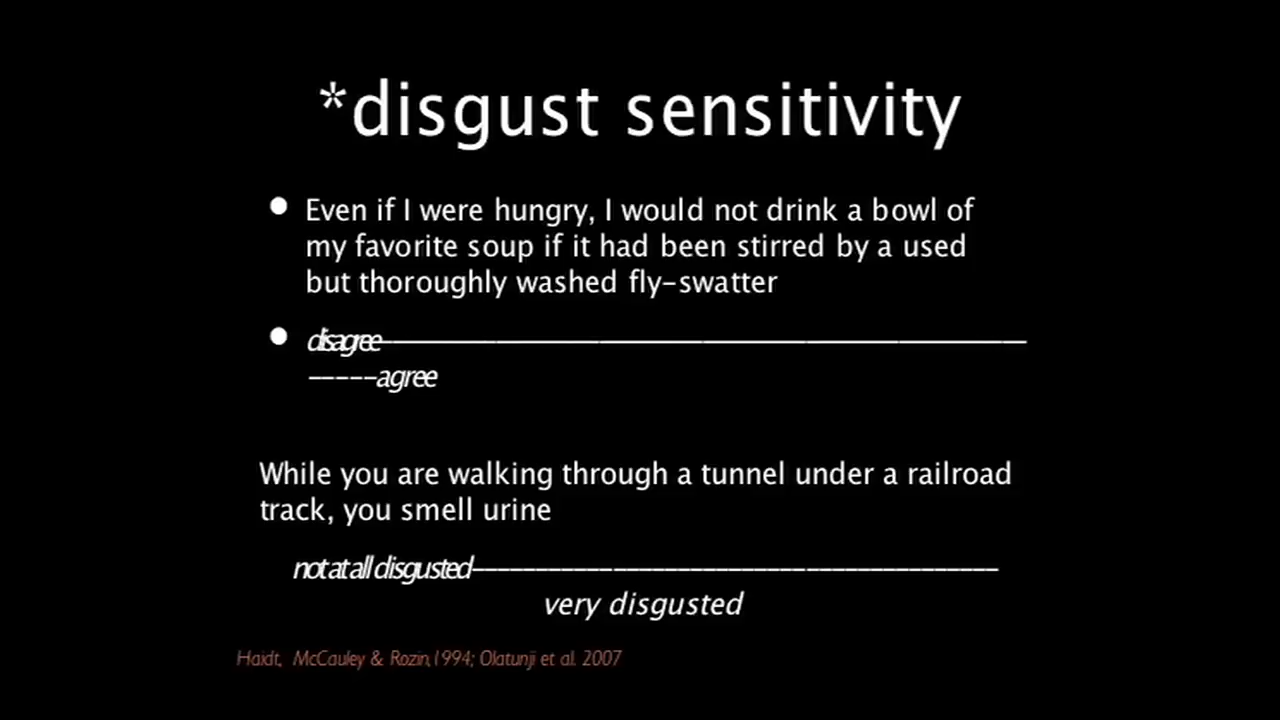 *disgust sensitivity
• Even if I were hungry, I would not drink a bowl of
my favorite soup if it had been stirred by a used
but thoroughly washed fly-swatter
• disagree—————————————————————
-----agree
While you are walking through a tunnel under a railroad
track, you smell urine
not at all disgusted-----------------------------------------
very disgusted
Haidt, McCauley & Rozin,1994; Olatunji et al. 2007